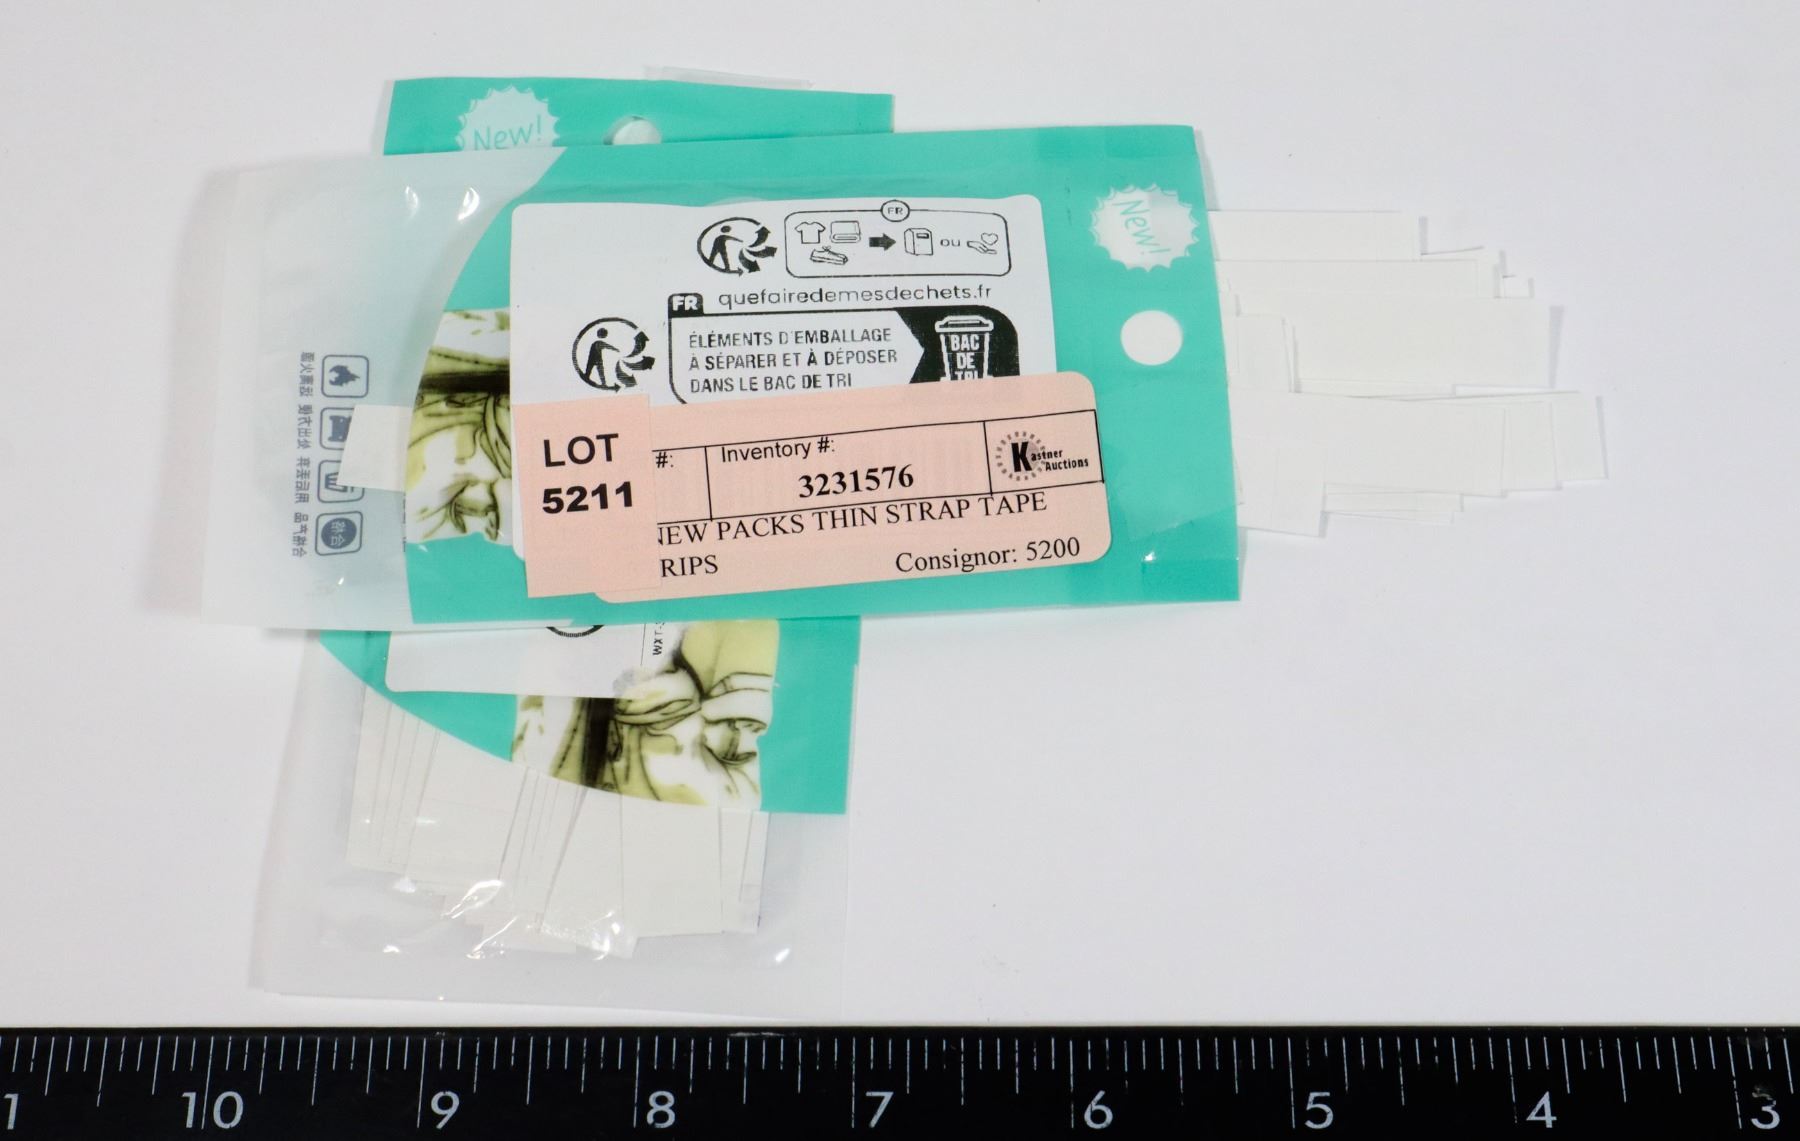 New!
New!
FR
ou
FR quefairedemesdechets.fr
ÉLÉMENTS D'EMBALLAGE
À SÉPARER ET À DÉPOSER
DANS LE BAC DE TRI
BAC
DE
TRI
LOT
5211
#:
Inventory #:
3231576
Kastner
Auctions
NEW PACKS THIN STRAP TAPE
RIPS
Consignor: 5200
WXT-
1 10 9 8 7 6 5 4 3